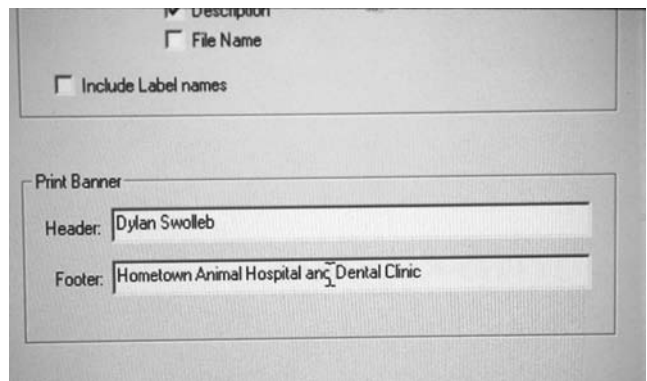 Description
File Name
Include Label names
Print Banner
Header: Dylan Swolleb
Footer: Hometown Animal Hospital and Dental Clinic